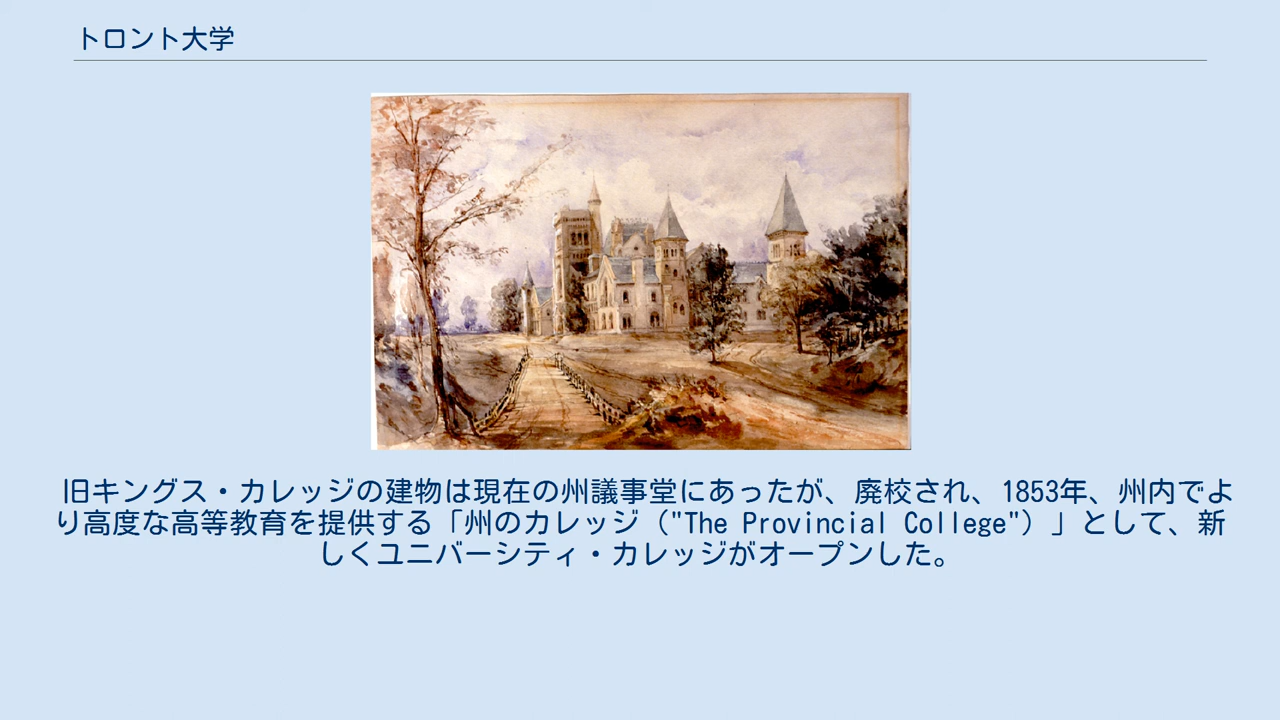 トロント大学
旧キングス・カレッジの建物は現在の州議事堂にあったが、廃校され、1853年、州内でよ
り高度な高等教育を提供する「州のカレッジ（"The Provincial College"）」として、新
しくユニバーシティ・カレッジがオープンした。